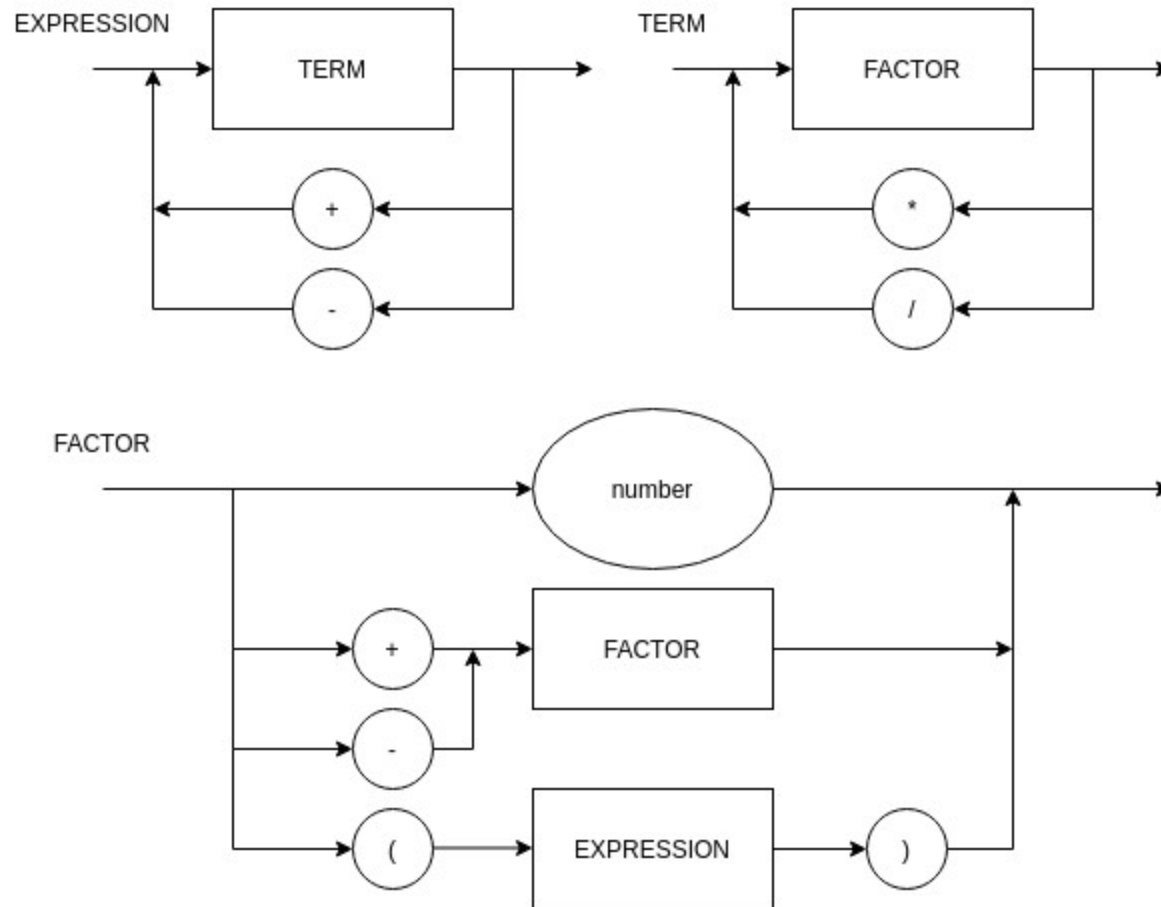 EXPRESSION
TERM
+
-
TERM
FACTOR
*
/
FACTOR
number
+
FACTOR
-
(
EXPRESSION
)